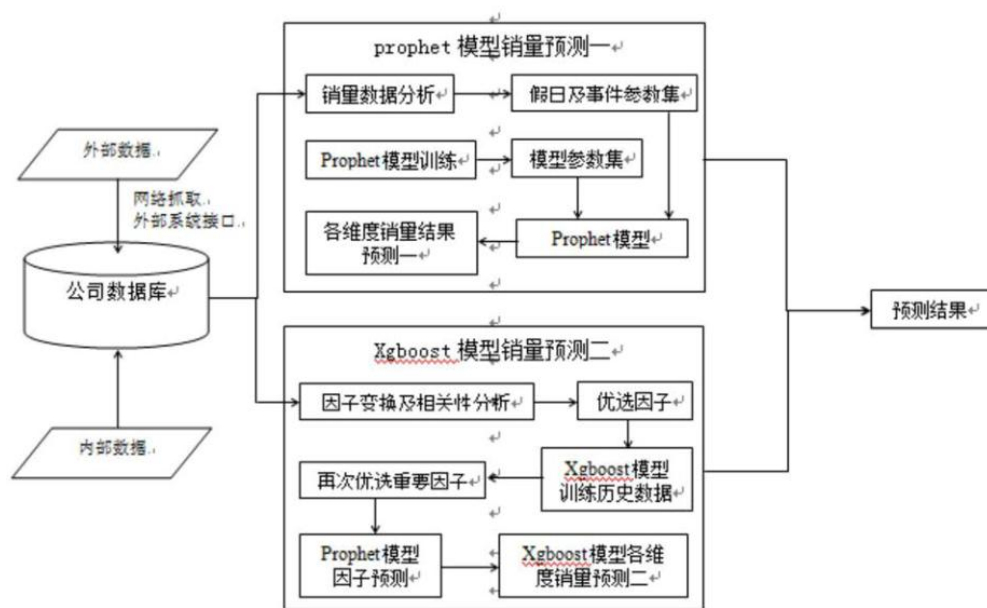 prophet 模型销量预测一
销量数据分析
假日及事件参数集
外部数据
Prophet模型训练
模型参数集
网络抓取
外部系统接口
各维度销量结果
预测一
Prophet模型
公司数据库
预测结果
Xgboost 模型销量预测二
因子变换及相关性分析
优选因子
内部数据
再次优选重要因子
Xgboost模型
训练历史数据
Prophet模型
因子预测
Xgboost模型各维
度销量预测二